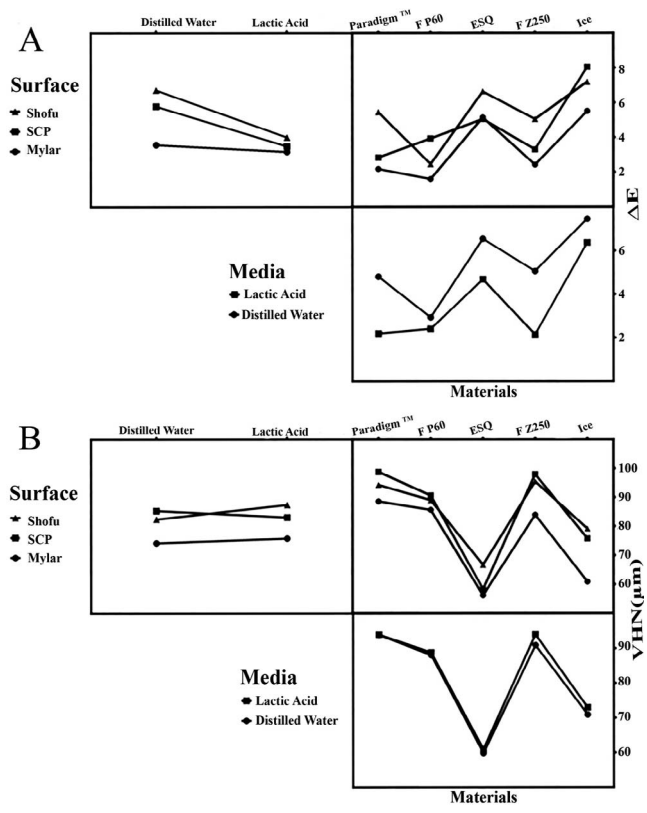 A
Distilled Water Lactic Acid
Paradigm ™ F P60 ESQ F Z250 Ice
Surface
Shofu
SCP
Mylar
8
6
4
2
ΔE
Media
Lactic Acid
Distilled Water
6
4
2
Materials
B
Distilled Water Lactic Acid
Paradigm ™ F P60 ESQ F Z250 Ice
Surface
Shofu
SCP
Mylar
100
90
80
70
60
VHN(μm)
Media
Lactic Acid
Distilled Water
90
80
70
60
Materials